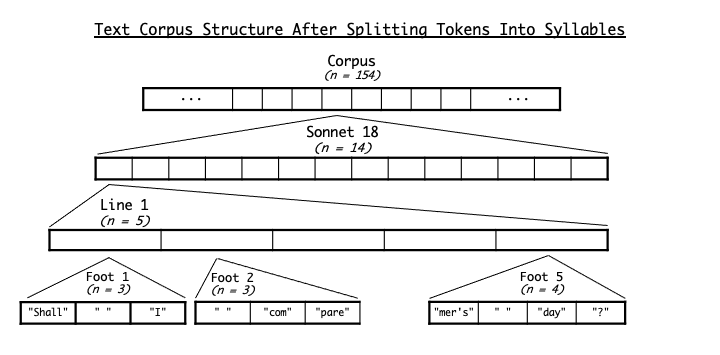 Text Corpus Structure After Splitting Tokens Into Syllables
Corpus
(n = 154)
... ...
Sonnet 18
(n = 14)
Line 1
(n = 5)
Foot 1 Foot 2 Foot 5
(n = 3) (n = 3) (n = 4)
"Shall" " " "I" " " "com" "pare" "mer's" " " "day" "?"